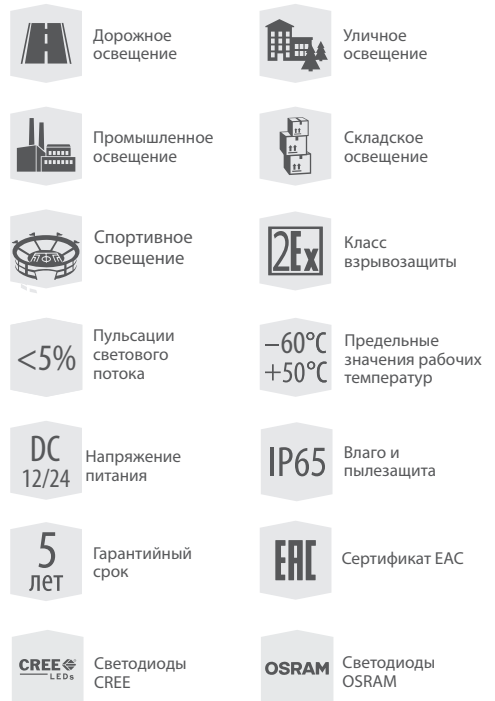 Дорожное
освещение
Уличное
освещение
Промышленное
освещение
Складское
освещение
Спортивное
освещение
2Ex
Класс
взрывозащиты
<5%
Пульсации
светового
потока
−60°C
+50°C
Предельные
значения рабочих
температур
DC
12/24
Напряжение
питания
IP65
Влаго и
пылезащита
5
лет
Гарантийный
срок
EAC
Сертификат ЕАС
CREE
LEDs
Светодиоды
CREE
OSRAM
Светодиоды
OSRAM